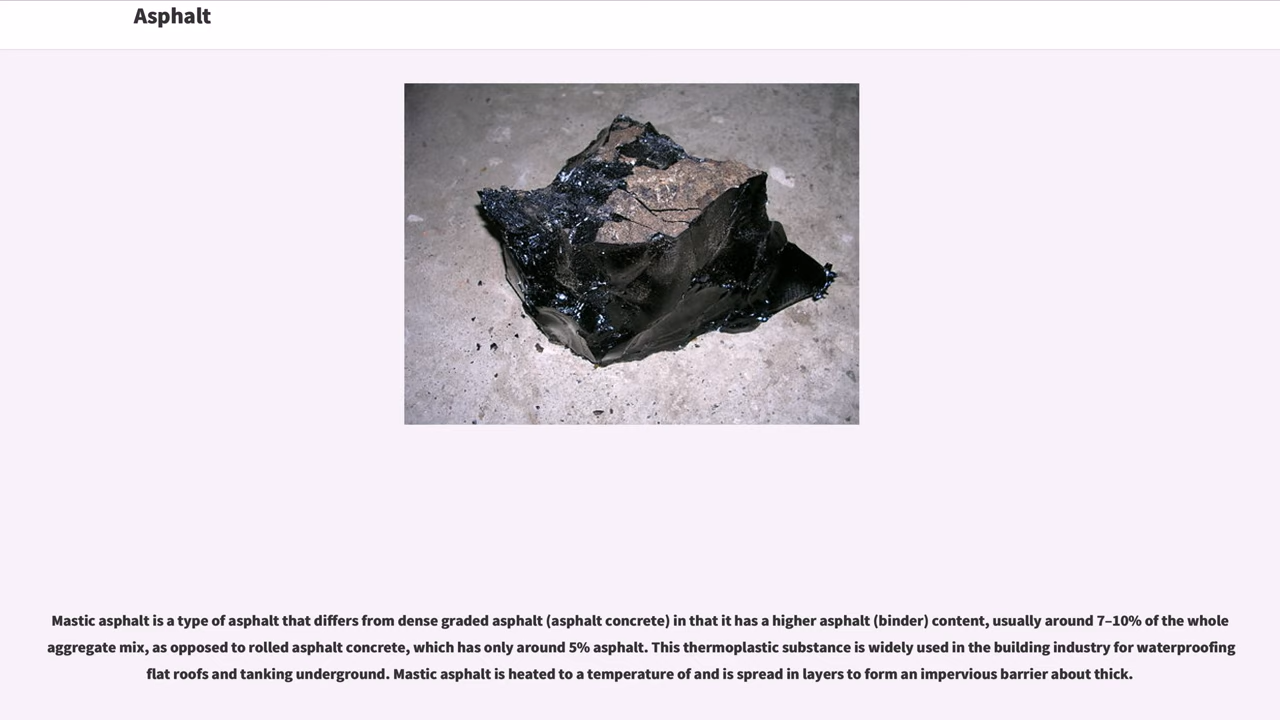 Asphalt
Mastic asphalt is a type of asphalt that differs from dense graded asphalt (asphalt concrete) in that it has a higher asphalt (binder) content, usually around 7–10% of the whole
aggregate mix, as opposed to rolled asphalt concrete, which has only around 5% asphalt. This thermoplastic substance is widely used in the building industry for waterproofing
flat roofs and tanking underground. Mastic asphalt is heated to a temperature of and is spread in layers to form an impervious barrier about thick.